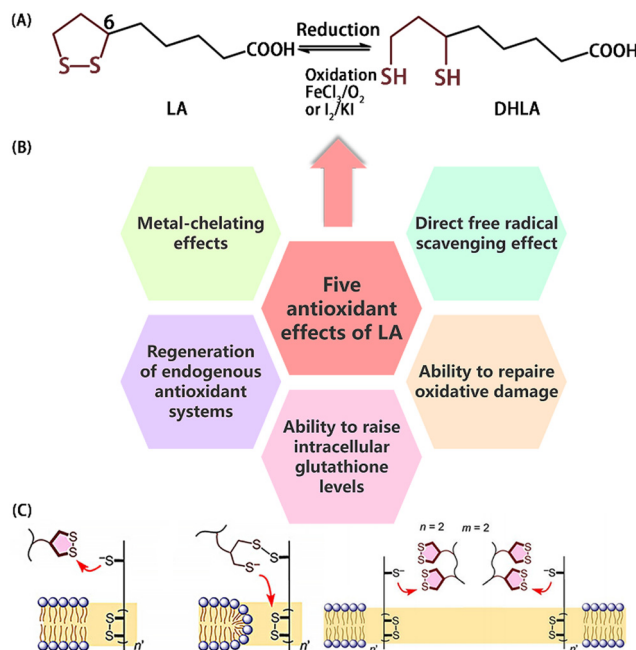 (A)
6
S
S
COOH
LA
Reduction
Oxidation
FeCl3/O2
or I2/KI
SH
SH
COOH
DHLA
(B)
Metal-chelating
effects
Direct free radical
scavenging effect
Five
antioxidant
effects of LA
Regeneration
of endogenous
antioxidant
systems
Ability to repaire
oxidative damage
Ability to raise
intracellular
glutathione
levels
(C)
S
S
⁻S
S
S
n'
S
S
S⁻
S
S
n'
n = 2 m = 2
S
S
S
S
S
S
S
S
S⁻
⁻S
S
S
S
S
n'
n'